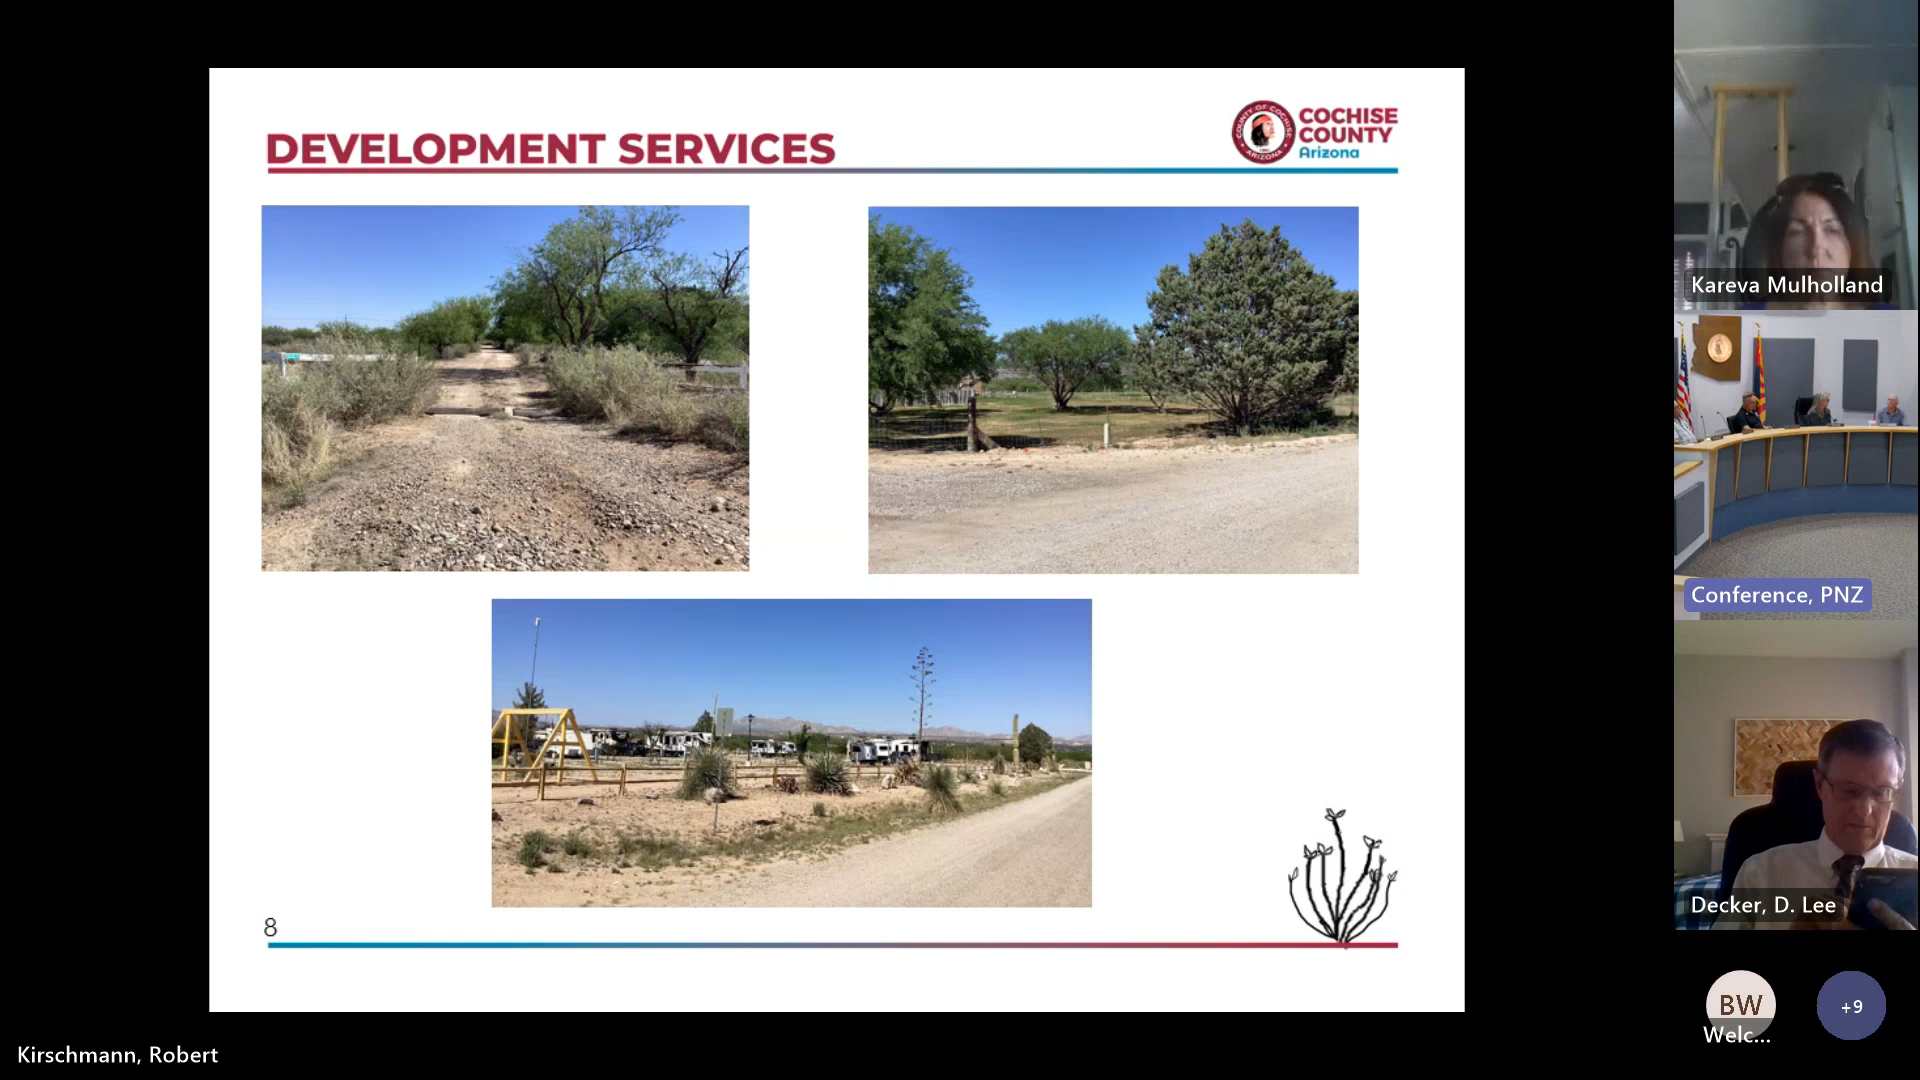 DEVELOPMENT SERVICES
COUNTY OF COCHISE
ARIZONA
COCHISE
COUNTY
Arizona
8
Kareva Mulholland
Conference, PNZ
Decker, D. Lee
BW
Welc...
+9
Kirschmann, Robert